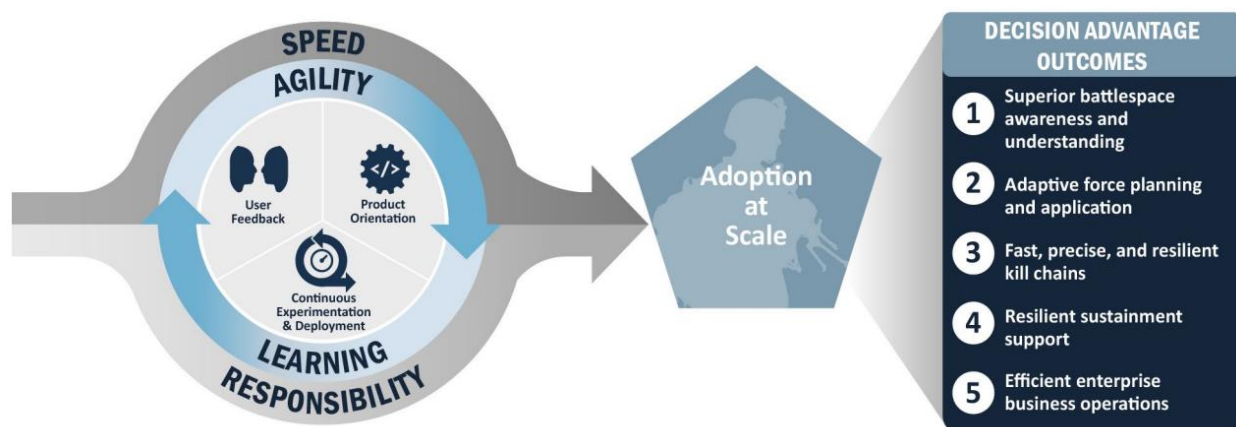 SPEED
AGILITY
User
Feedback
</>
Product
Orientation
Continuous
Experimentation
& Deployment
LEARNING
RESPONSIBILITY
Adoption
at
Scale
DECISION ADVANTAGE
OUTCOMES
1
Superior battlespace
awareness and
understanding
2
Adaptive force planning
and application
3
Fast, precise, and resilient
kill chains
4
Resilient sustainment
support
5
Efficient enterprise
business operations